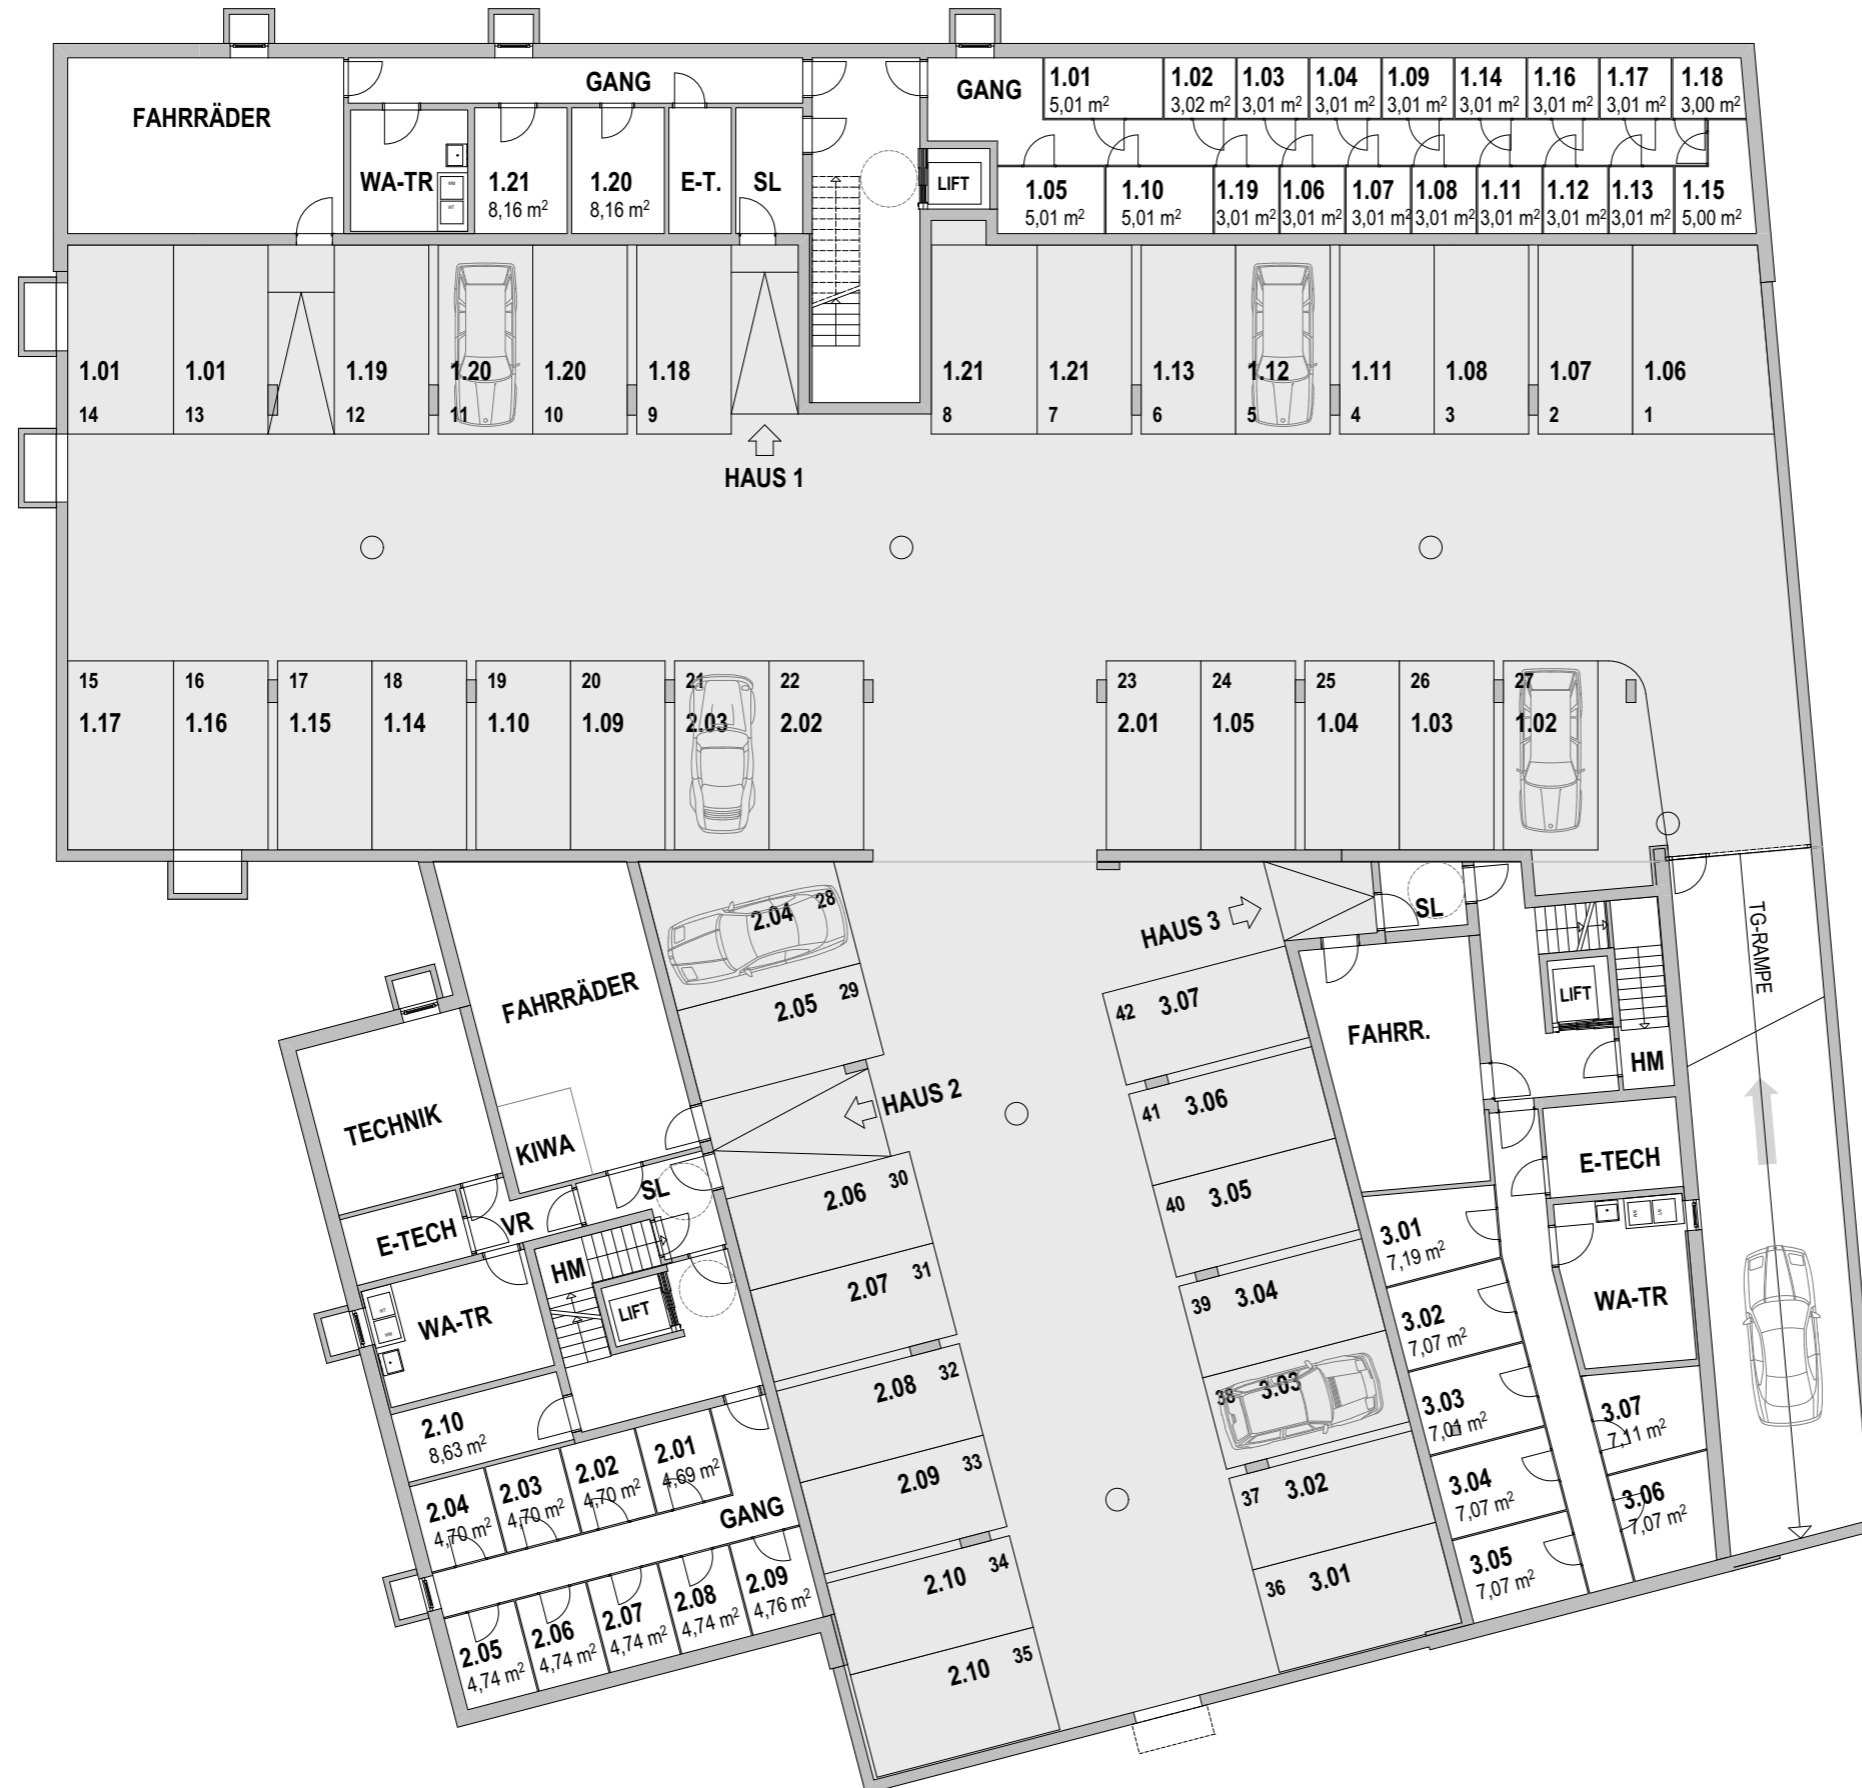 GANG
FAHRRÄDER
WA-TR
1.21
8,16 m²
1.20
8,16 m²
E-T.
SL
GANG
LIFT
1.01
5,01 m²
1.02
3,02 m²
1.03
3,01 m²
1.04
3,01 m²
1.09
3,01 m²
1.14
3,01 m²
1.16
3,01 m²
1.17
3,01 m²
1.18
3,00 m²
1.05
5,01 m²
1.10
5,01 m²
1.19
3,01 m²
1.06
3,01 m²
1.07
3,01 m²
1.08
3,01 m²
1.11
3,01 m²
1.12
3,01 m²
1.13
3,01 m²
1.15
5,00 m²
1.01
14
1.01
13
1.19
12
1.20
11
1.20
10
1.18
9
1.21
8
1.21
7
1.13
6
1.12
5
1.11
4
1.08
3
1.07
2
1.06
1
HAUS 1
15
1.17
16
1.16
17
1.15
18
1.14
19
1.10
20
1.09
21
2.03
22
2.02
23
2.01
24
1.05
25
1.04
26
1.03
27
1.02
2.04 28
2.05 29
HAUS 2
2.06 30
2.07 31
2.08 32
2.09 33
2.10 34
2.10 35
HAUS 3
42 3.07
41 3.06
40 3.05
39 3.04
38 3.03
37 3.02
36 3.01
FAHRRÄDER
TECHNIK
KIWA
SL
E-TECH
VR
HM
LIFT
WA-TR
2.10
8,63 m²
2.04
4,70 m²
2.03
4,70 m²
2.02
4,70 m²
2.01
4,69 m²
GANG
2.05
4,74 m²
2.06
4,74 m²
2.07
4,74 m²
2.08
4,74 m²
2.09
4,76 m²
SL
FAHRR.
LIFT
HM
TG-RAMPE
E-TECH
WA-TR
3.01
7,19 m²
3.02
7,07 m²
3.03
7,01 m²
3.04
7,07 m²
3.05
7,07 m²
3.07
7,11 m²
3.06
7,07 m²